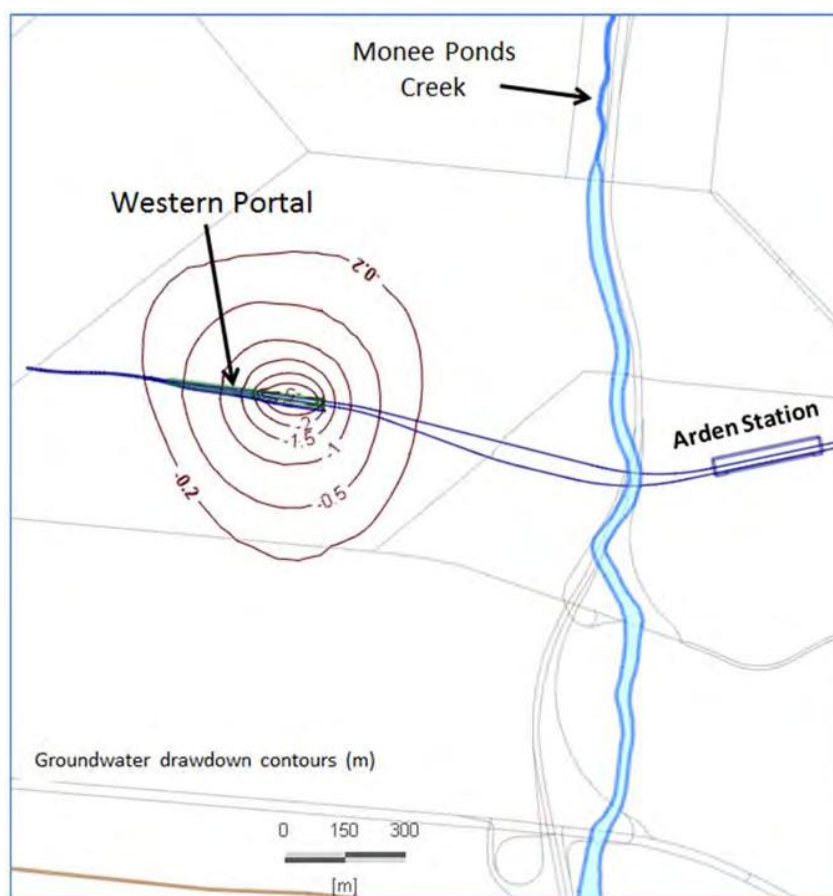 Monee Ponds
Creek
Western Portal
-0.2
-2
-1.5
-1
-0.5
-0.2
Arden Station
Groundwater drawdown contours (m)
0 150 300
[m]